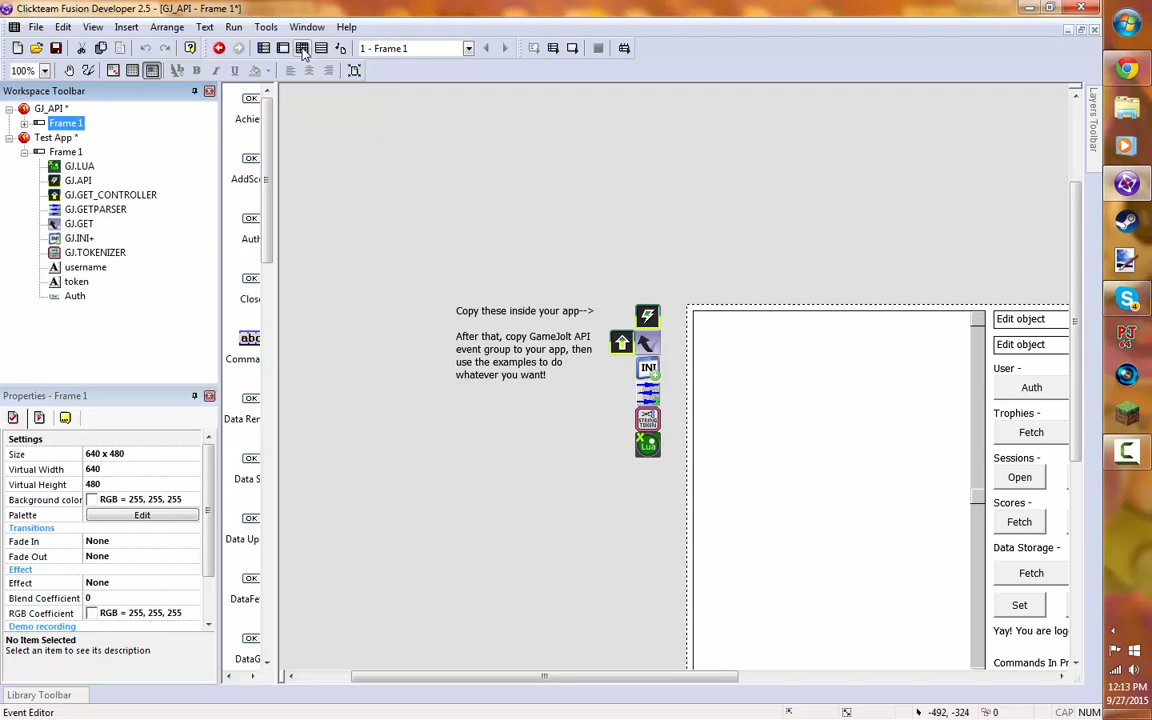 Clickteam Fusion Developer 2.5 - [GJ_API - Frame 1*]
File Edit View Insert Arrange Text Run Tools Window Help
1 - Frame 1
100%
Workspace Toolbar
GJ_API *
Frame 1
Test App *
Frame 1
GJ.LUA
GJ.API
GJ.GET_CONTROLLER
GJ.GETPARSER
GJ.GET
GJ.INI+
GJ.TOKENIZER
username
token
Auth
Properties - Frame 1
Settings
Size 640 x 480
Virtual Width 640
Virtual Height 480
Background color RGB = 255, 255, 255
Palette Edit
Transitions
Fade In None
Fade Out None
Effect
Effect None
Blend Coefficient 0
RGB Coefficient RGB = 255, 255, 255
Demo recording
No Item Selected
Select an item to see its description
Library Toolbar
Event Editor
OK
Achie
OK
AddSco
OK
Auth
OK
Close
abc
Comma
OK
Data Ren
OK
Data S
OK
Data Up
OK
DataFe
OK
DataG
Copy these inside your app-->
After that, copy GameJolt API
event group to your app, then
use the examples to do
whatever you want!
INI
STRING
TOKEN
Lua
Edit object
Edit object
User -
Auth
Trophies -
Fetch
Sessions -
Open
Scores -
Fetch
Data Storage -
Fetch
Set
Yay! You are log
Commands In Pr
Layers Toolbar
-492, -324
0
CAP NUM
12:13 PM
9/27/2015